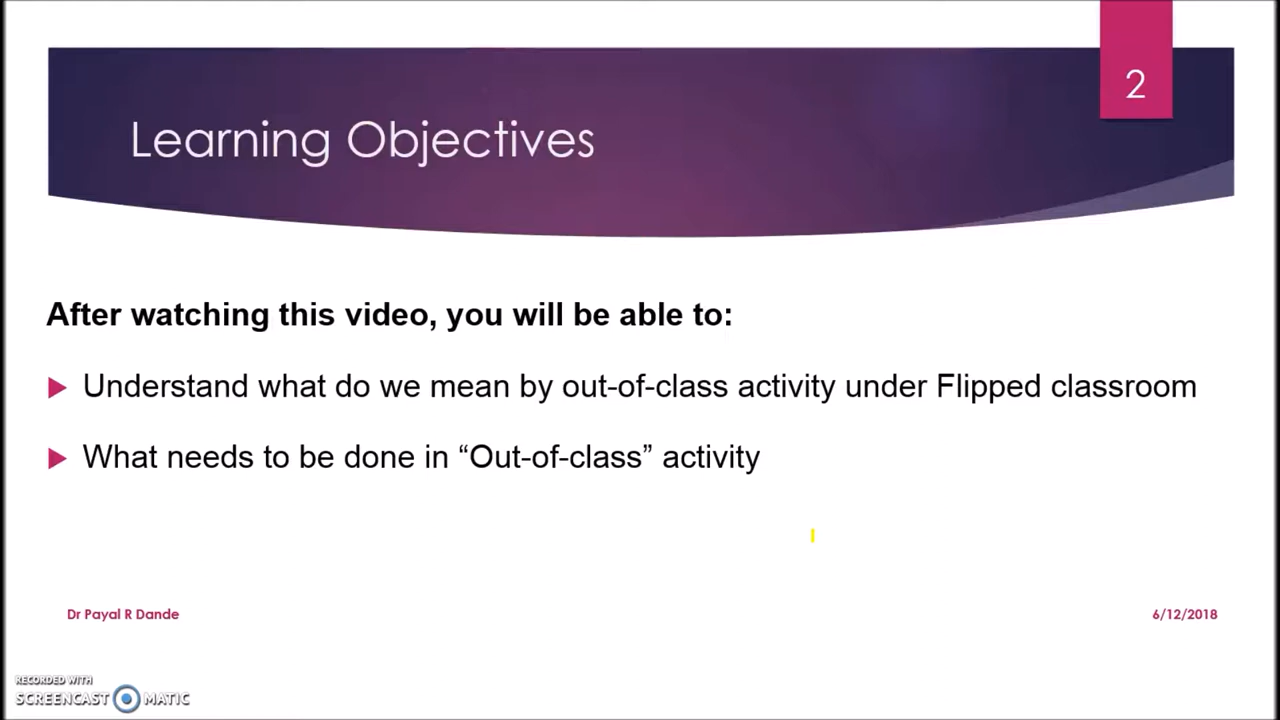 2
Learning Objectives
After watching this video, you will be able to:
Understand what do we mean by out-of-class activity under Flipped classroom
What needs to be done in “Out-of-class” activity
Dr Payal R Dande
6/12/2018
RECORDED WITH
SCREENCAST MATIC